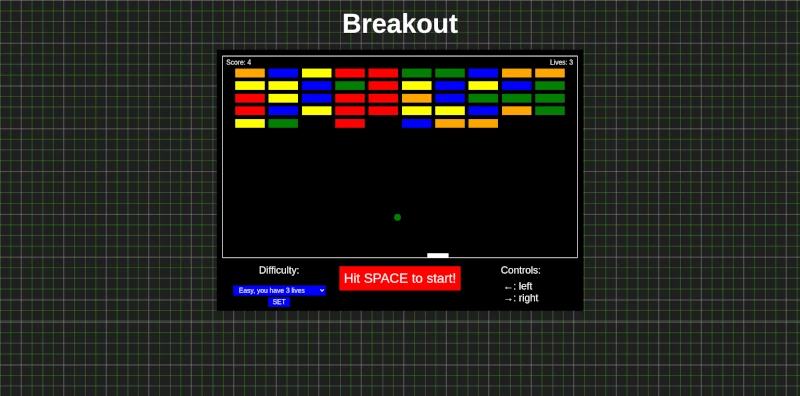 Breakout
Score: 4
Lives: 3
Difficulty:
Easy, you have 3 lives
SET
Hit SPACE to start!
Controls:
←: left
→: right